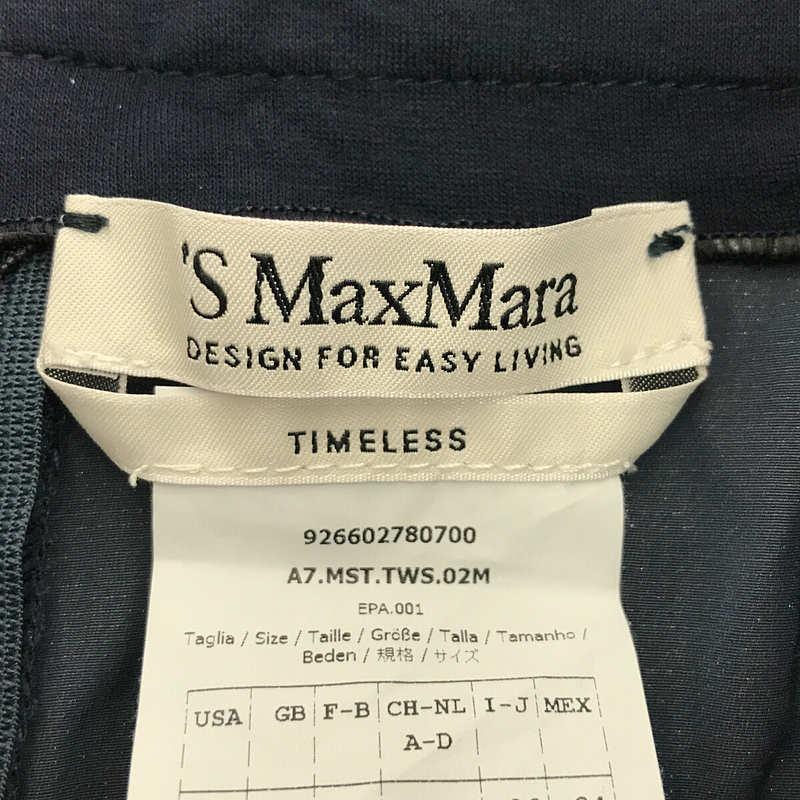 'S MaxMara
DESIGN FOR EASY LIVING
TIMELESS
926602780700
A7.MST.TWS.02M
EPA.001
Taglia / Size / Taille / Größe / Talla / Tamanho /
Beden / 規格 / サイズ
USA GB F-B CH-NL I-J MEX
A-D